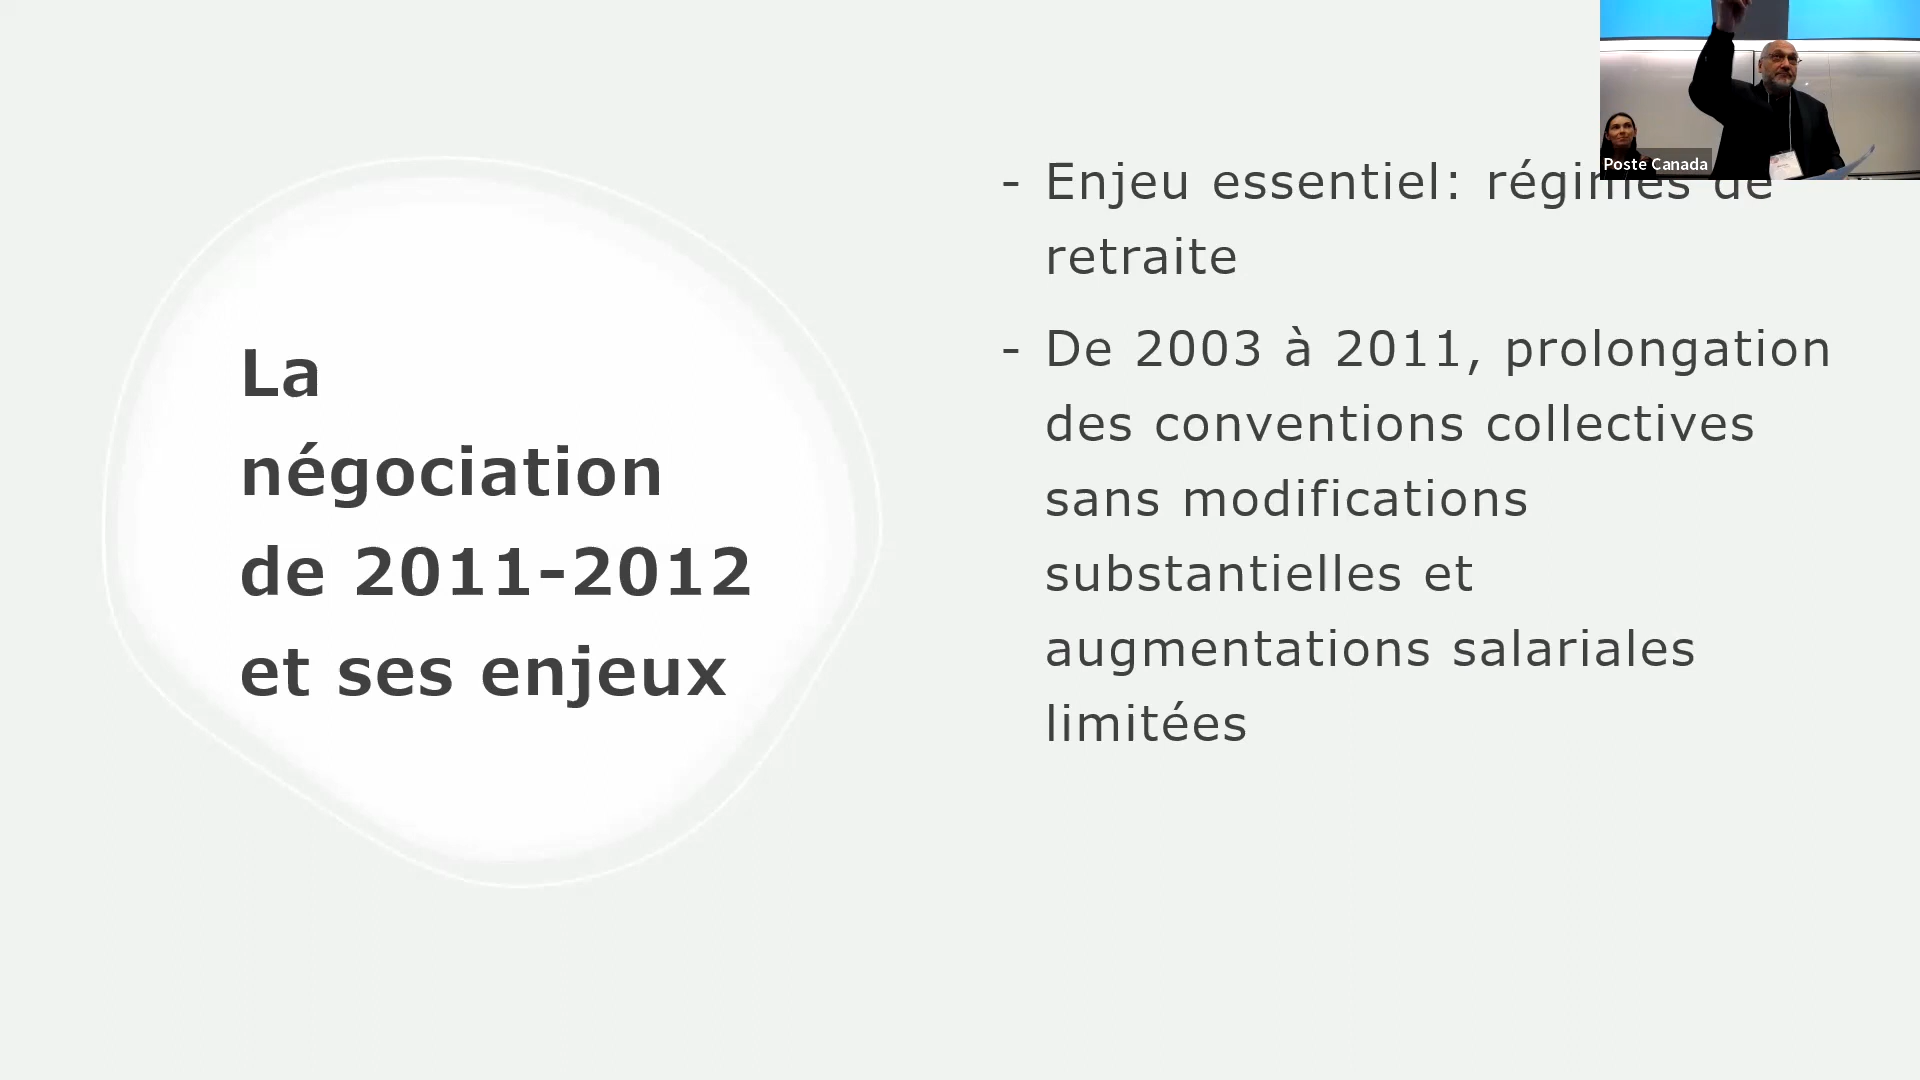 La
négociation
de 2011-2012
et ses enjeux
- Enjeu essentiel: régimes de
retraite
- De 2003 à 2011, prolongation
des conventions collectives
sans modifications
substantielles et
augmentations salariales
limitées
Poste Canada